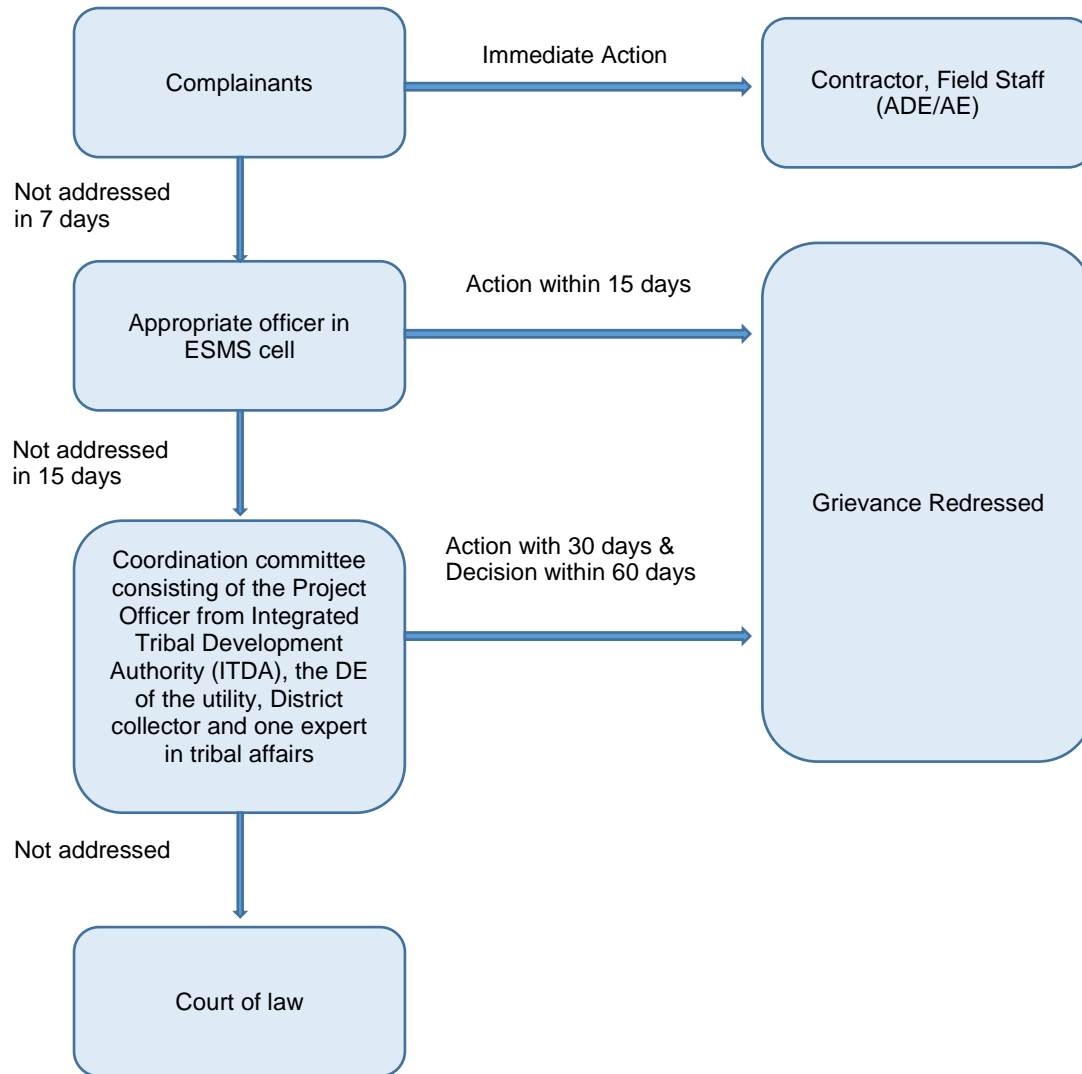 Complainants
Immediate Action
Contractor, Field Staff
(ADE/AE)
Not addressed
in 7 days
Appropriate officer in
ESMS cell
Action within 15 days
Grievance Redressed
Not addressed
in 15 days
Coordination committee
consisting of the Project
Officer from Integrated
Tribal Development
Authority (ITDA), the DE
of the utility, District
collector and one expert
in tribal affairs
Action with 30 days &
Decision within 60 days
Not addressed
Court of law